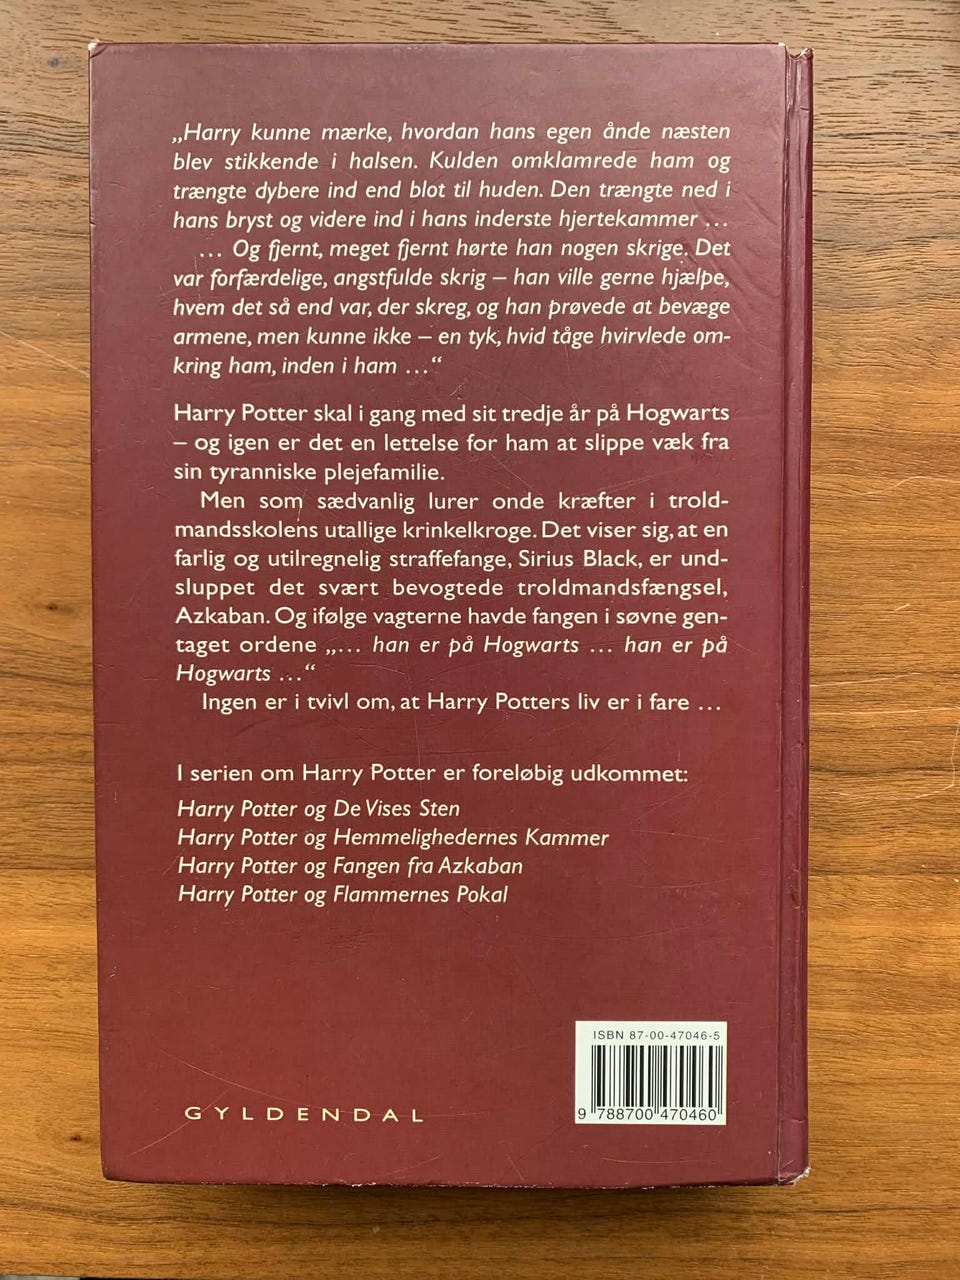 „Harry kunne mærke, hvordan hans egen ånde næsten
blev stikkende i halsen. Kulden omklamrede ham og
trængte dybere ind end blot til huden. Den trængte ned i
hans bryst og videre ind i hans inderste hjertekammer ...
... Og fjernt, meget fjernt hørte han nogen skrige. Det
var forfærdelige, angstfulde skrig – han ville gerne hjælpe,
hvem det så end var, der skreg, og han prøvede at bevæge
armene, men kunne ikke – en tyk, hvid tåge hvirvlede om-
kring ham, inden i ham ...“
Harry Potter skal i gang med sit tredje år på Hogwarts
– og igen er det en lettelse for ham at slippe væk fra
sin tyranniske plejefamilie.
Men som sædvanlig lurer onde kræfter i trold-
mandsskolens utallige krinkelkroge. Det viser sig, at en
farlig og utilregnelig straffefange, Sirius Black, er und-
sluppet det svært bevogtede troldmandsfængsel,
Azkaban. Og ifølge vagterne havde fangen i søvne gen-
taget ordene „... han er på Hogwarts ... han er på
Hogwarts ...“
Ingen er i tvivl om, at Harry Potters liv er i fare ...
I serien om Harry Potter er foreløbig udkommet:
Harry Potter og De Vises Sten
Harry Potter og Hemmelighedernes Kammer
Harry Potter og Fangen fra Azkaban
Harry Potter og Flammernes Pokal
ISBN 87-00-47046-5
9 788700 470460
GYLDENDAL